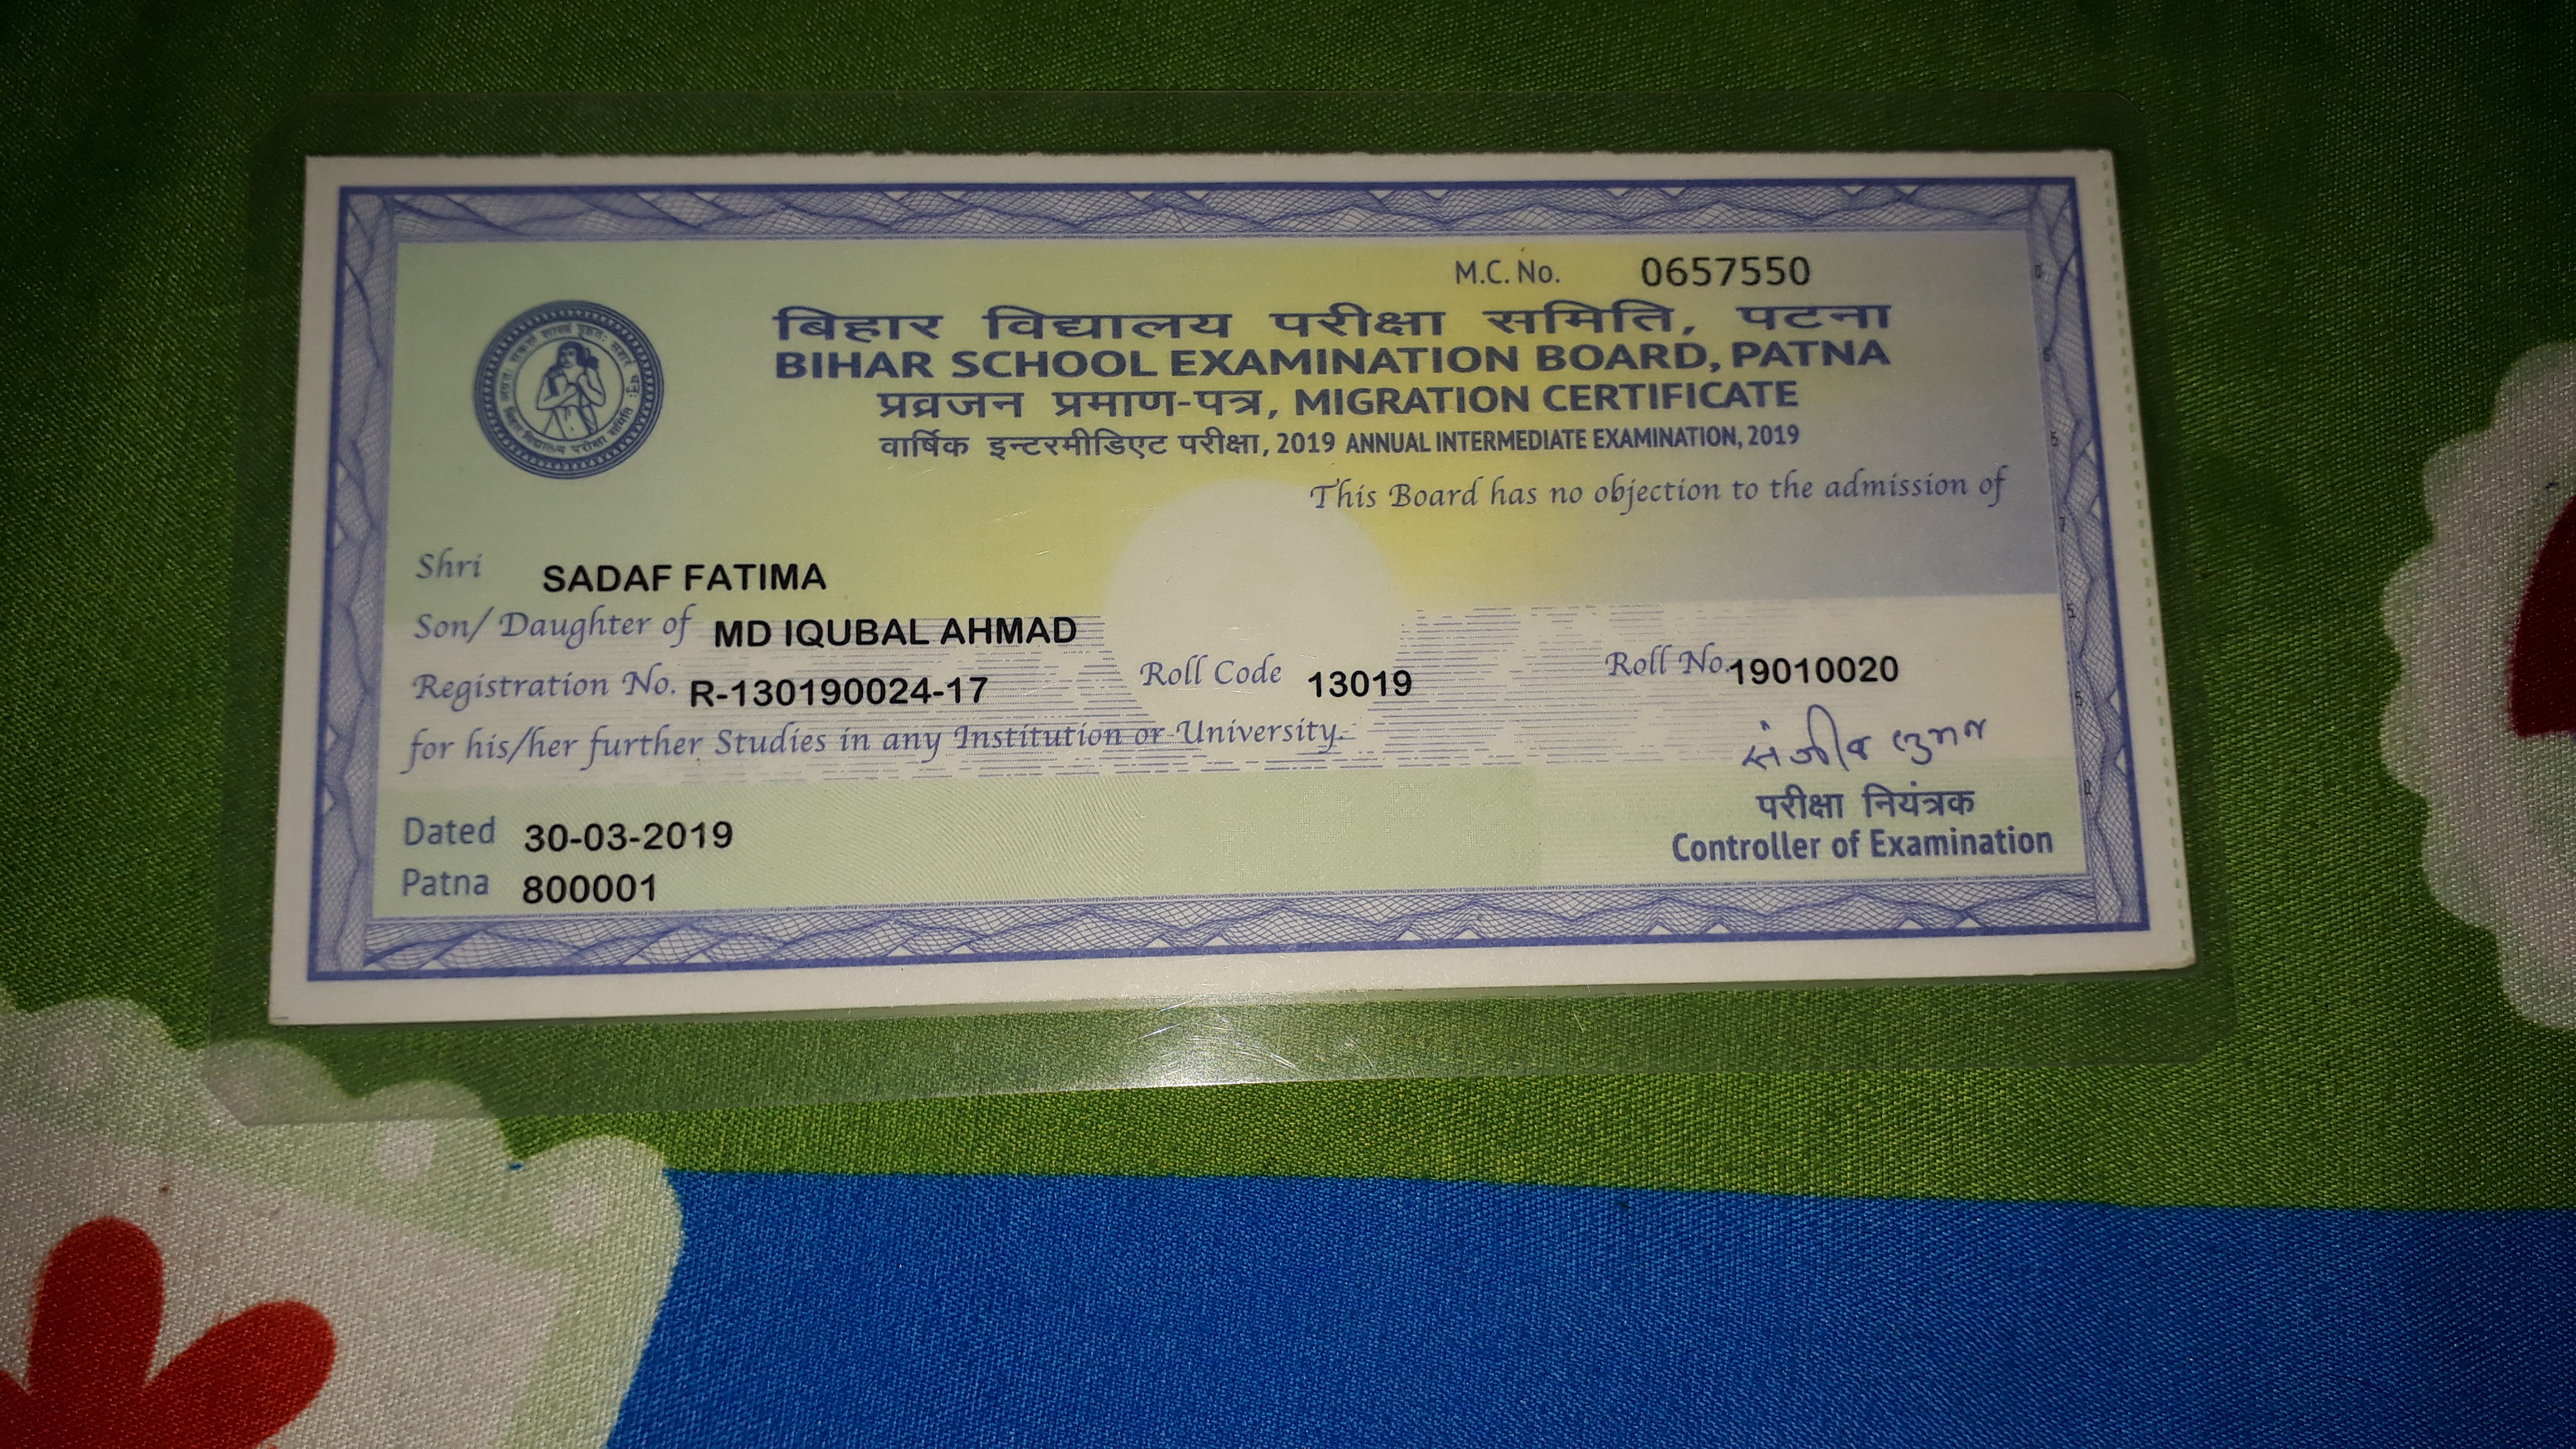 M.C. No. 0657550
बिहार विद्यालय परीक्षा समिति, पटना
BIHAR SCHOOL EXAMINATION BOARD, PATNA
प्रव्रजन प्रमाण-पत्र, MIGRATION CERTIFICATE
वार्षिक इन्टरमीडिएट परीक्षा, 2019 ANNUAL INTERMEDIATE EXAMINATION, 2019
This Board has no objection to the admission of
Shri SADAF FATIMA
Son/Daughter of MD IQUBAL AHMAD
Registration No. R-130190024-17 Roll Code 13019 Roll No. 19010020
for his/her further Studies in any Institution or University.
Dated 30-03-2019
Patna 800001
परीक्षा नियंत्रक
Controller of Examination